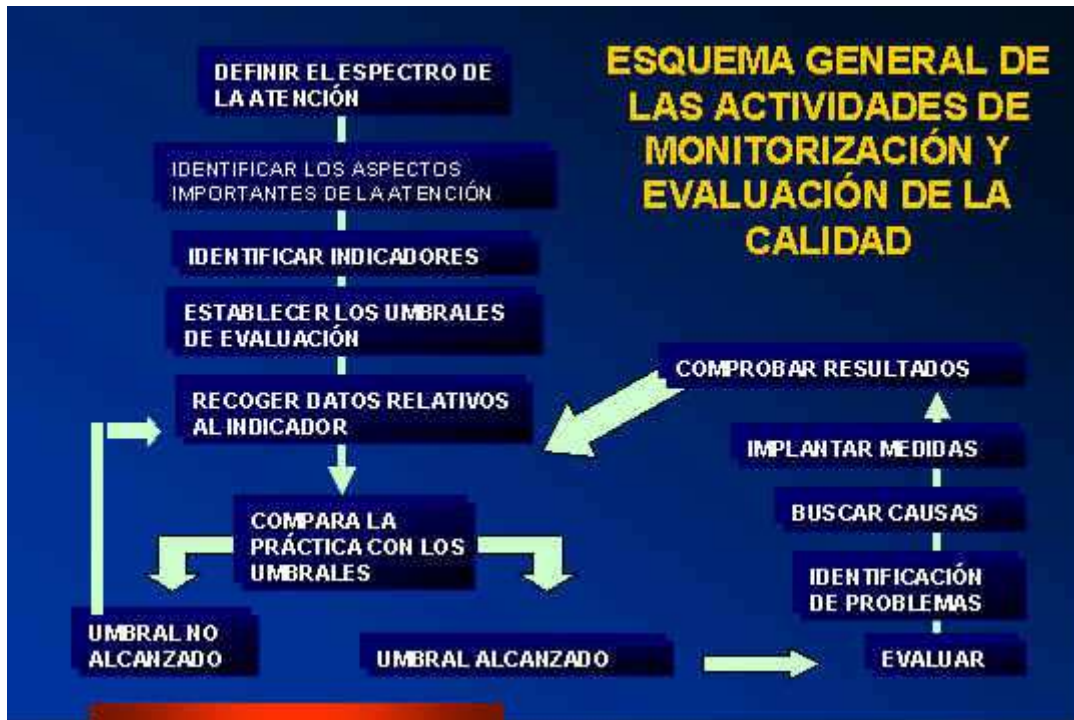 ESQUEMA GENERAL DE
LAS ACTIVIDADES DE
MONITORIZACIÓN Y
EVALUACIÓN DE LA
CALIDAD
DEFINIR EL ESPECTRO DE
LA ATENCIÓN
IDENTIFICAR LOS ASPECTOS
IMPORTANTES DE LA ATENCIÓN
IDENTIFICAR INDICADORES
ESTABLECER LOS UMBRALES
DE EVALUACIÓN
RECOGER DATOS RELATIVOS
AL INDICADOR
COMPARA LA
PRÁCTICA CON LOS
UMBRALES
UMBRAL NO
ALCANZADO
UMBRAL ALCANZADO
EVALUAR
IDENTIFICACIÓN
DE PROBLEMAS
BUSCAR CAUSAS
IMPLANTAR MEDIDAS
COMPROBAR RESULTADOS